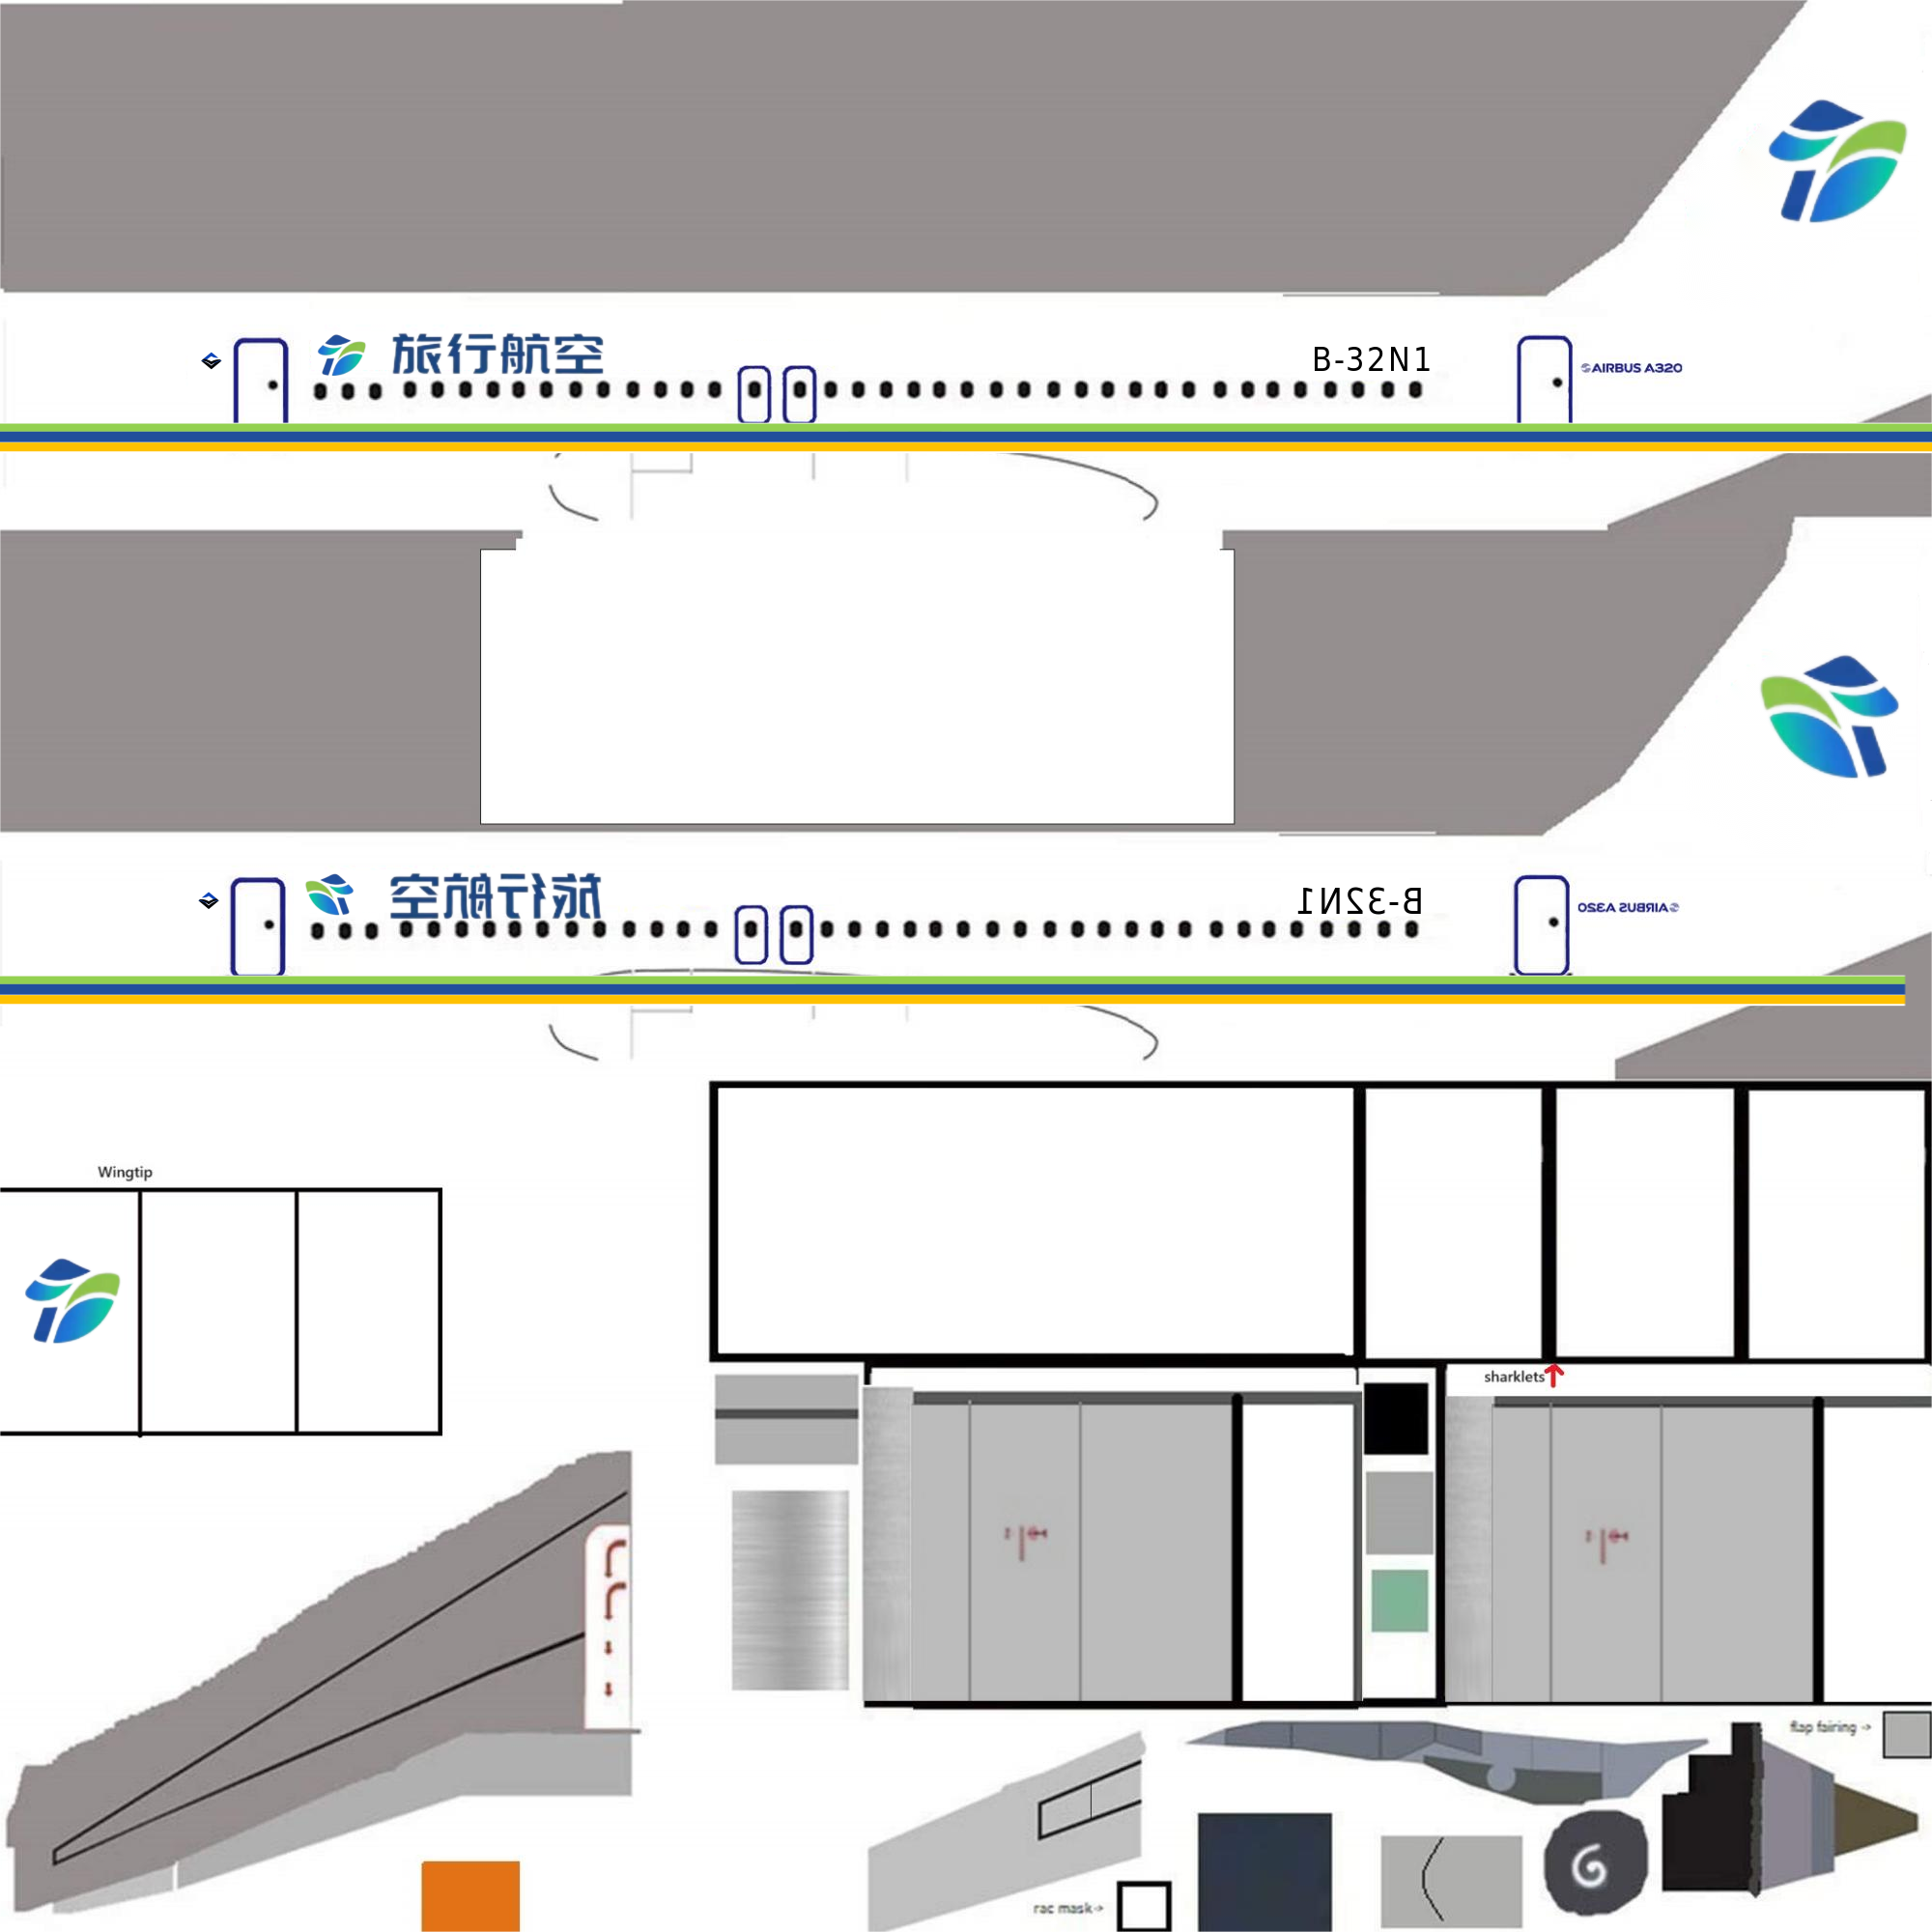 旅行航空
B-32N1
AIRBUS A320
旅行航空
B-32N1
AIRBUS A320
Wingtip
sharklets
flap fairing ->
rac mask->